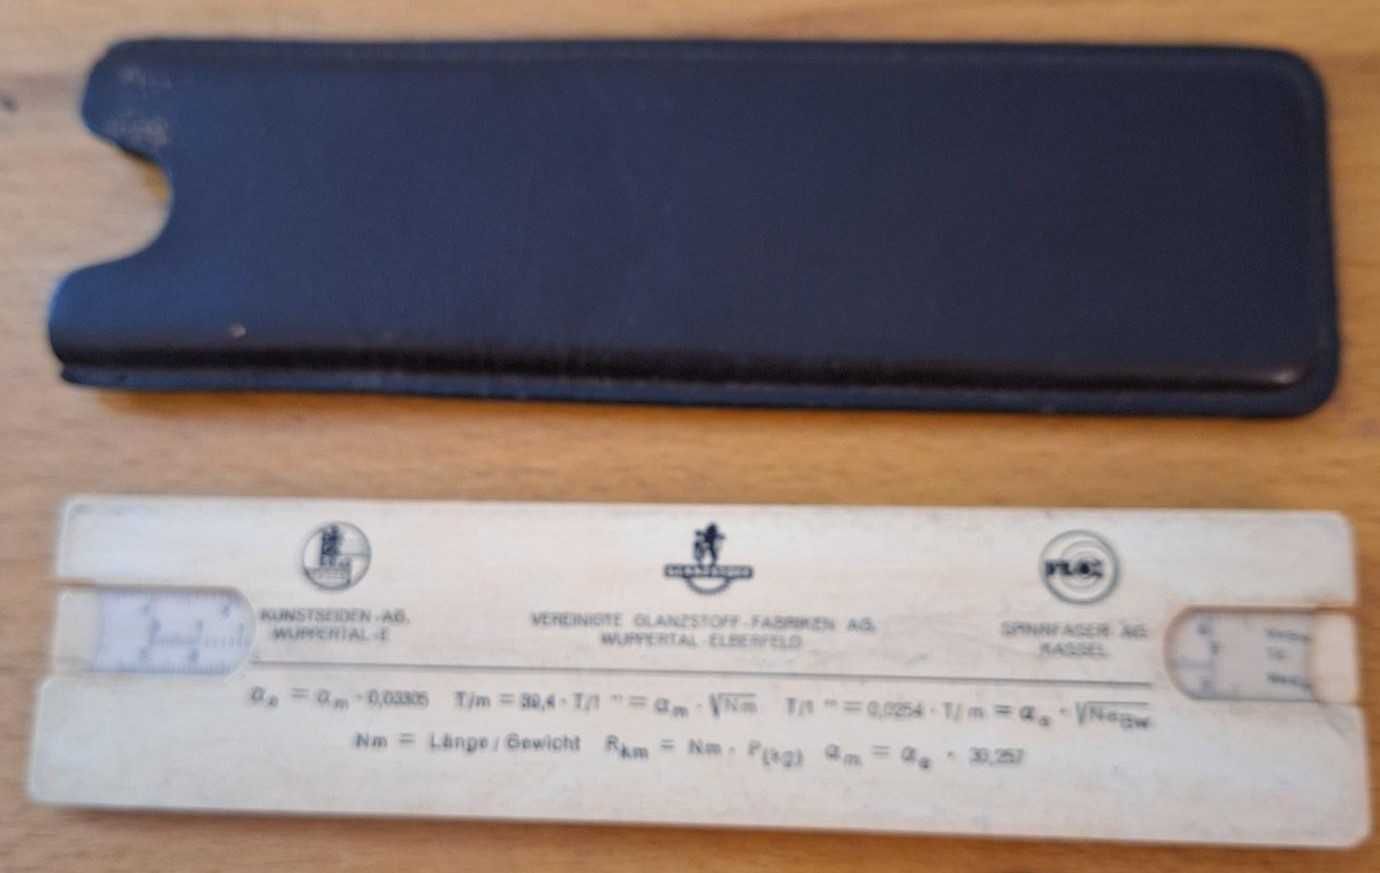 KUNSTSEIDEN-AG.
WUPPERTAL-E
VEREINIGTE GLANZSTOFF-FABRIKEN AG.
WUPPERTAL-ELBERFELD
SPINNFASER AG
KASSEL
αe = αm · 0,03305 T/m = 39,4 · T/1" = αm · √Nm T/1" = 0,0254 · T/m = αe · √NeBw
Nm = Länge / Gewicht Rkm = Nm · P(kg) αm = αe · 30,257